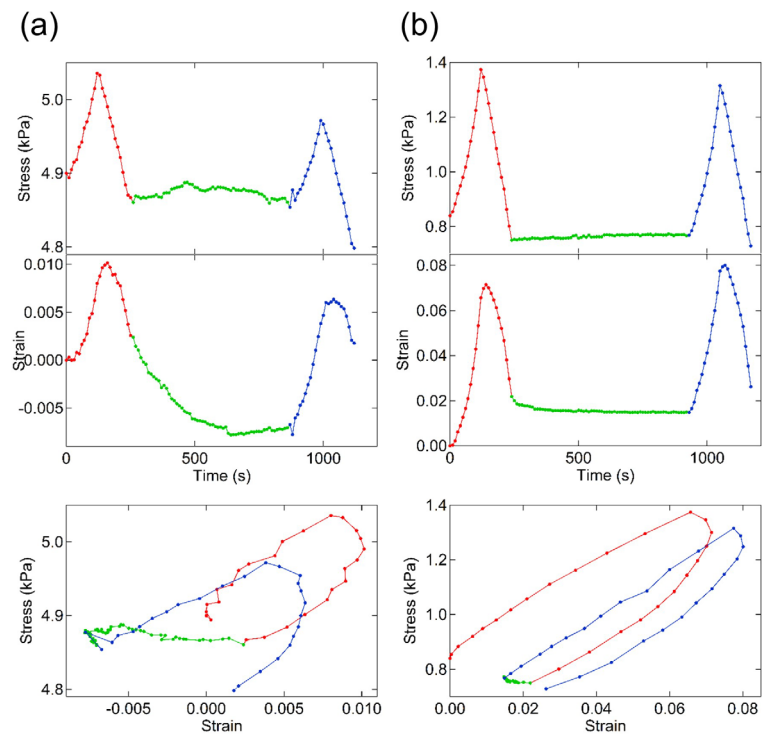 (a) (b)
5.0
4.9
4.8
Stress (kPa)
0.010
0.005
0.000
-0.005
Strain
0 500 1000
Time (s)
1.4
1.2
1.0
0.8
Stress (kPa)
0.08
0.06
0.04
0.02
0.00
Strain
0 500 1000
Time (s)
5.0
4.9
4.8
Stress (kPa)
-0.005 0.000 0.005 0.010
Strain
1.4
1.2
1.0
0.8
Stress (kPa)
0.00 0.02 0.04 0.06 0.08
Strain